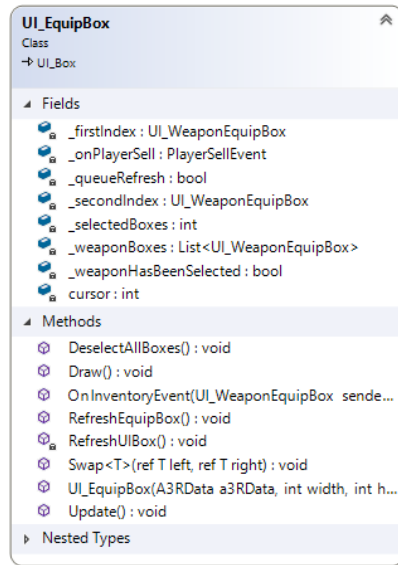 UI_EquipBox
Class
→ UI_Box
Fields
_firstIndex : UI_WeaponEquipBox
_onPlayerSell : PlayerSellEvent
_queueRefresh : bool
_secondIndex : UI_WeaponEquipBox
_selectedBoxes : int
_weaponBoxes : List<UI_WeaponEquipBox>
_weaponHasBeenSelected : bool
cursor : int
Methods
DeselectAllBoxes() : void
Draw() : void
OnInventoryEvent(UI_WeaponEquipBox sende...
RefreshEquipBox() : void
RefreshUIBox() : void
Swap<T>(ref T left, ref T right) : void
UI_EquipBox(A3RData a3RData, int width, int h...
Update() : void
Nested Types